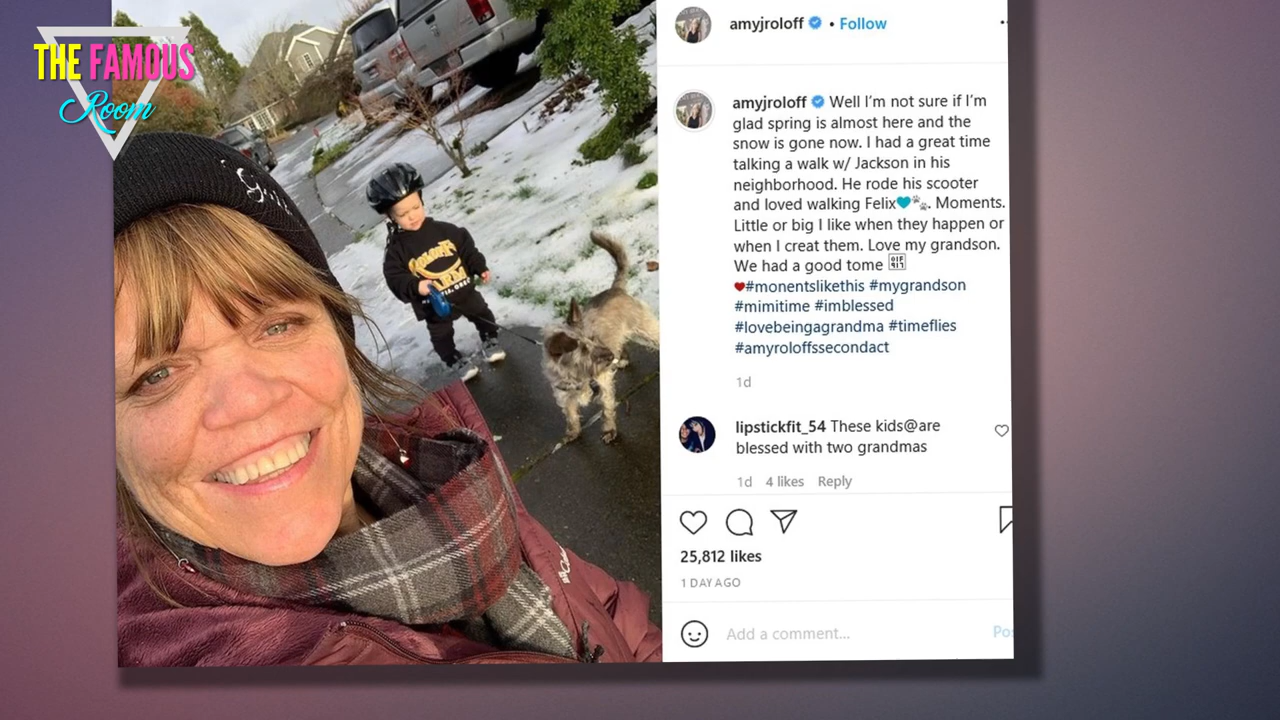 THE FAMOUS
Room
amyjroloff • Follow
amyjroloff Well I'm not sure if I'm
glad spring is almost here and the
snow is gone now. I had a great time
talking a walk w/ Jackson in his
neighborhood. He rode his scooter
and loved walking Felix💙🐾. Moments.
Little or big I like when they happen or
when I creat them. Love my grandson.
We had a good tome
❤#monentslikethis #mygrandson
#mimitime #imblessed
#lovebeingagrandma #timeflies
#amyroloffssecondact
1d
lipstickfit_54 These kids@are
blessed with two grandmas
1d 4 likes Reply
25,812 likes
1 DAY AGO
Add a comment...